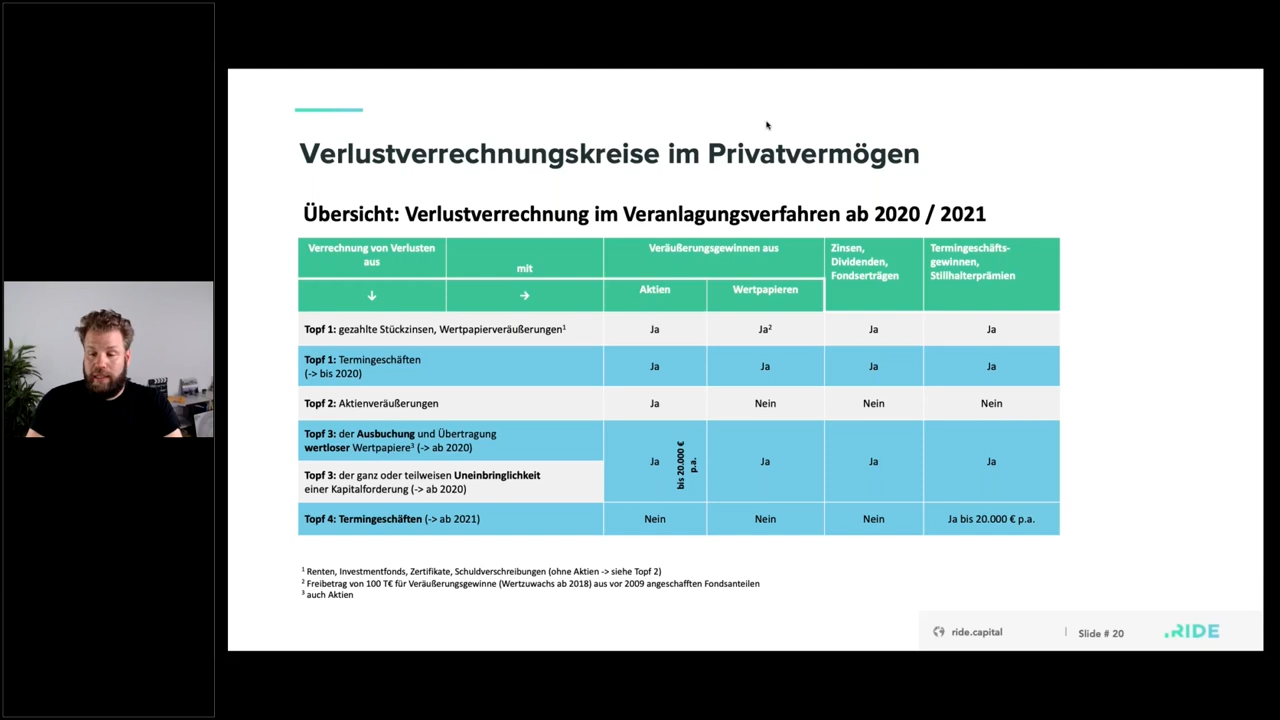 Verlustverrechnungskreise im Privatvermögen
Übersicht: Verlustverrechnung im Veranlagungsverfahren ab 2020 / 2021
Verrechnung von Verlusten
aus
mit
Veräußerungsgewinnen aus
Zinsen,
Dividenden,
Fondserträgen
Termingeschäfts-
gewinnen,
Stillhalterprämien
↓
→
Aktien
Wertpapieren
Topf 1: gezahlte Stückzinsen, Wertpapierveräußerungen¹
Ja
Ja²
Ja
Ja
Topf 1: Termingeschäften
(-> bis 2020)
Ja
Ja
Ja
Ja
Topf 2: Aktienveräußerungen
Ja
Nein
Nein
Nein
Topf 3: der Ausbuchung und Übertragung
wertloser Wertpapiere³ (-> ab 2020)
Topf 3: der ganz oder teilweisen Uneinbringlichkeit
einer Kapitalforderung (-> ab 2020)
Ja
bis 20.000 €
p.a.
Ja
Ja
Ja
Topf 4: Termingeschäften (-> ab 2021)
Nein
Nein
Nein
Ja bis 20.000 € p.a.
¹ Renten, Investmentfonds, Zertifikate, Schuldverschreibungen (ohne Aktien -> siehe Topf 2)
² Freibetrag von 100 T€ für Veräußerungsgewinne (Wertzuwachs ab 2018) aus vor 2009 angeschafften Fondsanteilen
³ auch Aktien
ride.capital
Slide # 20
.RIDE